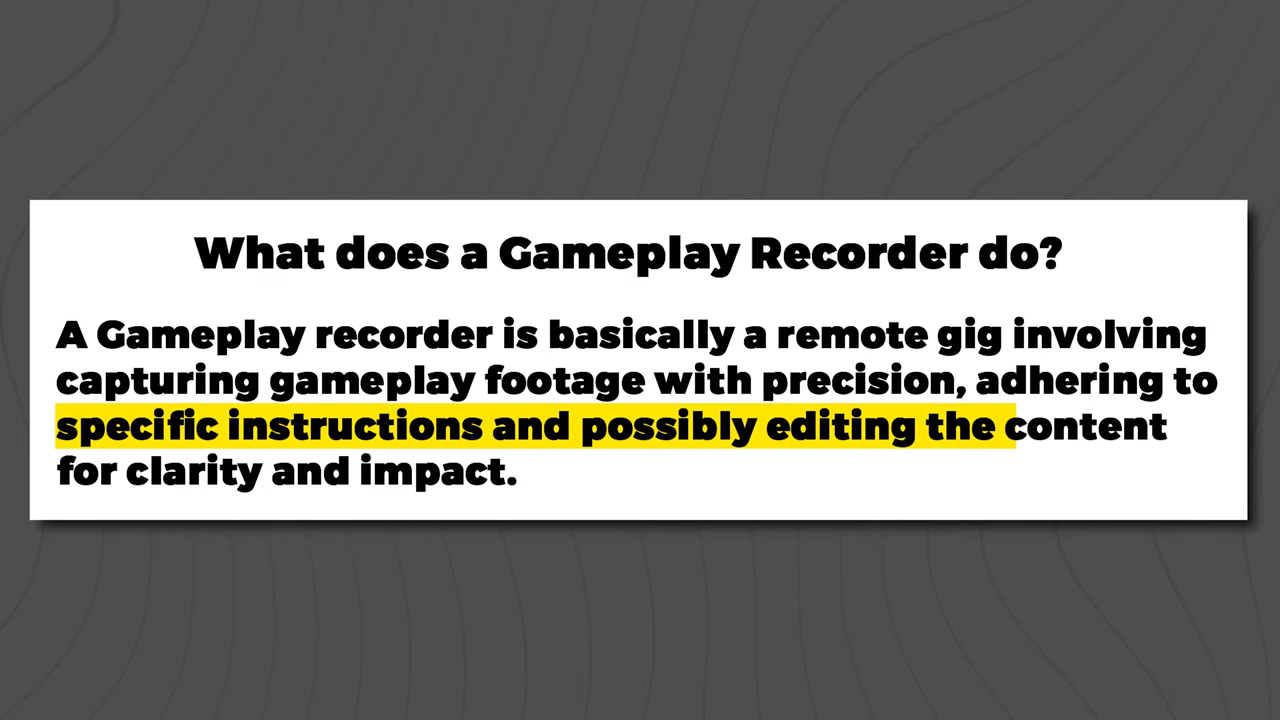 What does a Gameplay Recorder do?
A Gameplay recorder is basically a remote gig involving
capturing gameplay footage with precision, adhering to
specific instructions and possibly editing the content
for clarity and impact.